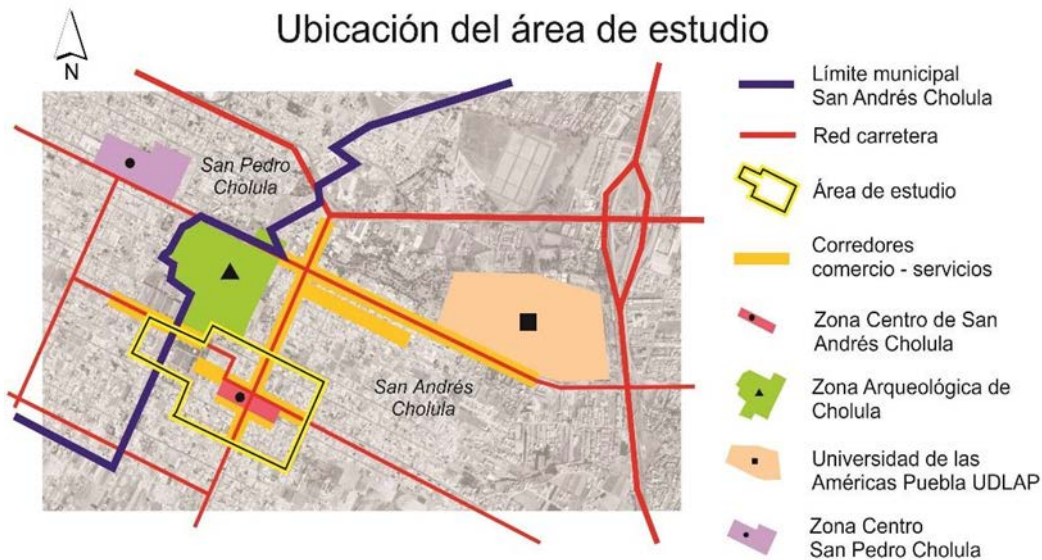 Ubicación del área de estudio
N
San Pedro
Cholula
San Andrés
Cholula
Límite municipal
San Andrés Cholula
Red carretera
Área de estudio
Corredores
comercio - servicios
Zona Centro de San
Andrés Cholula
Zona Arqueológica de
Cholula
Universidad de las
Américas Puebla UDLAP
Zona Centro
San Pedro Cholula